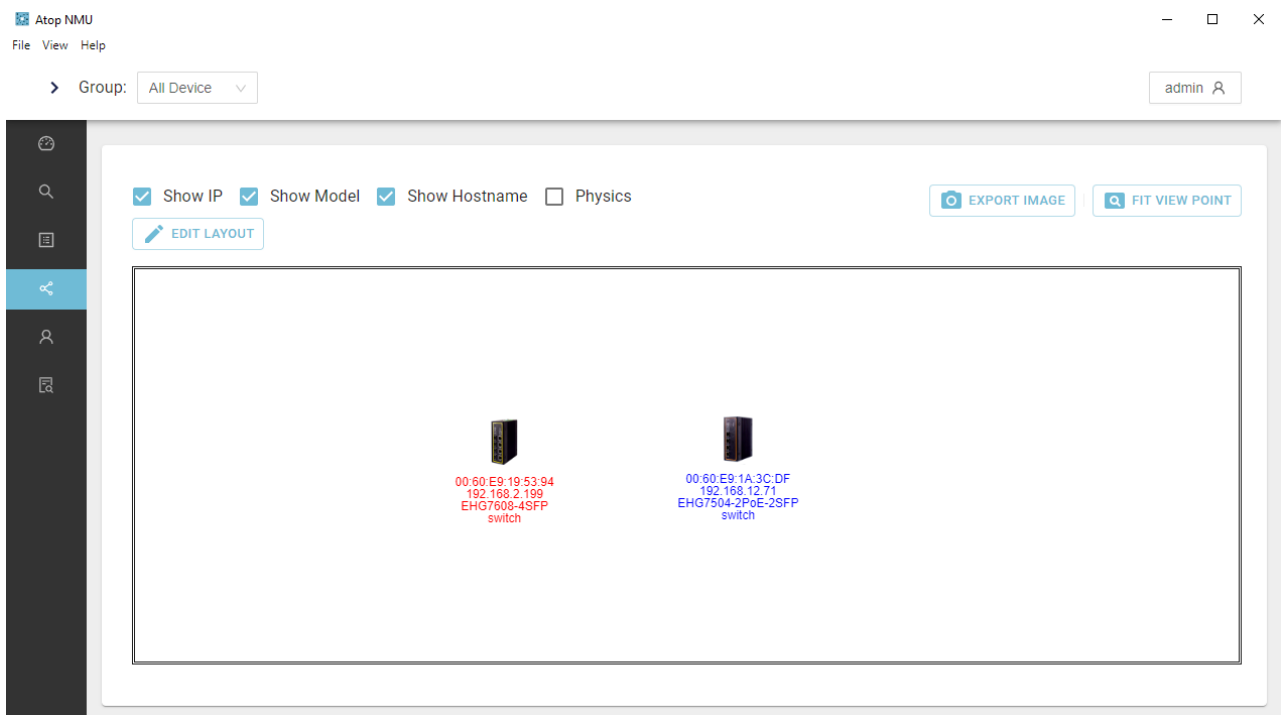 Atop NMU
File View Help
Group: All Device
admin
Show IP Show Model Show Hostname Physics
EXPORT IMAGE FIT VIEW POINT
EDIT LAYOUT
00:60:E9:19:53:94
192.168.2.199
EHG7608-4SFP
switch
00:60:E9:1A:3C:DF
192.168.12.71
EHG7504-2PoE-2SFP
switch